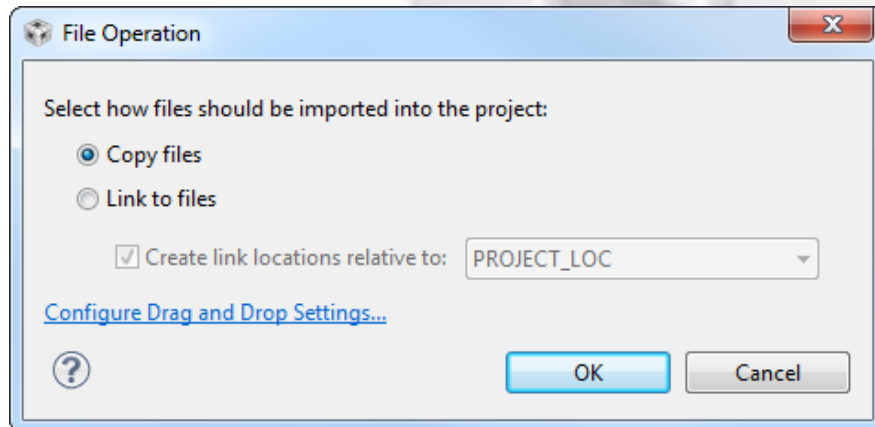 File Operation
Select how files should be imported into the project:
Copy files
Link to files
Create link locations relative to: PROJECT_LOC
Configure Drag and Drop Settings...
? OK Cancel